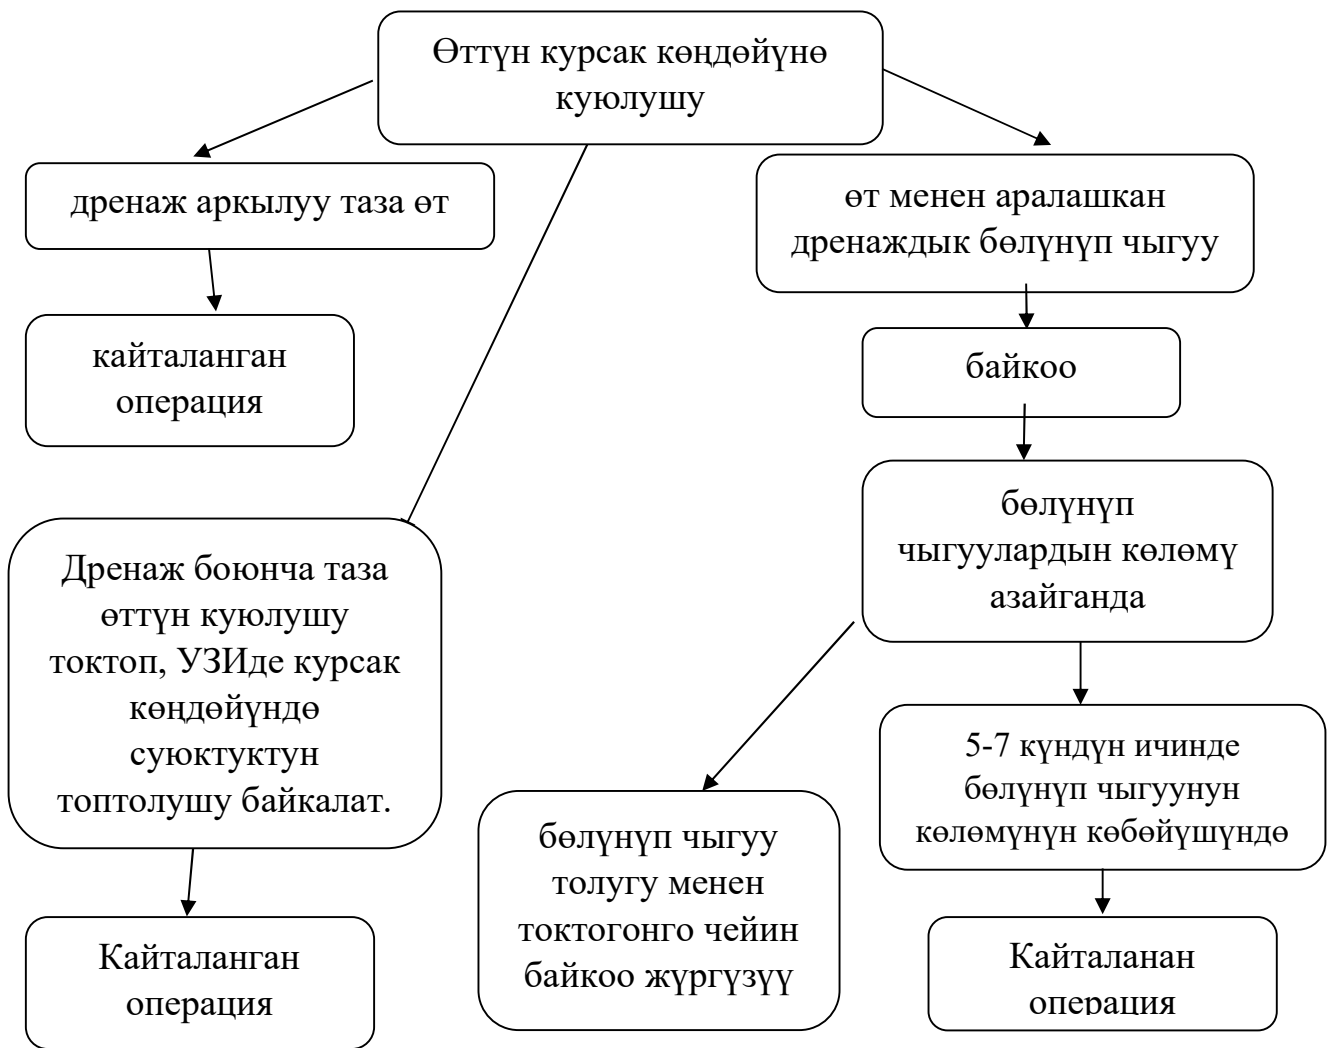 Өттүн курсак көңдөйүнө
куюлушу
дренаж аркылуу таза өт
өт менен аралашкан
дренаждык бөлүнүп чыгуу
кайталанган
операция
байкоо
бөлүнүп
чыгуулардын көлөмү
азайганда
Дренаж боюнча таза
өттүн куюлушу
токтоп, УЗИде курсак
көңдөйүндө
суюктуктун
топтолушу байкалат.
5-7 күндүн ичинде
бөлүнүп чыгуунун
көлөмүнүн көбөйүшүндө
бөлүнүп чыгуу
толугу менен
токтогонго чейин
байкоо жүргүзүү
Кайталанган
операция
Кайталанан
операция